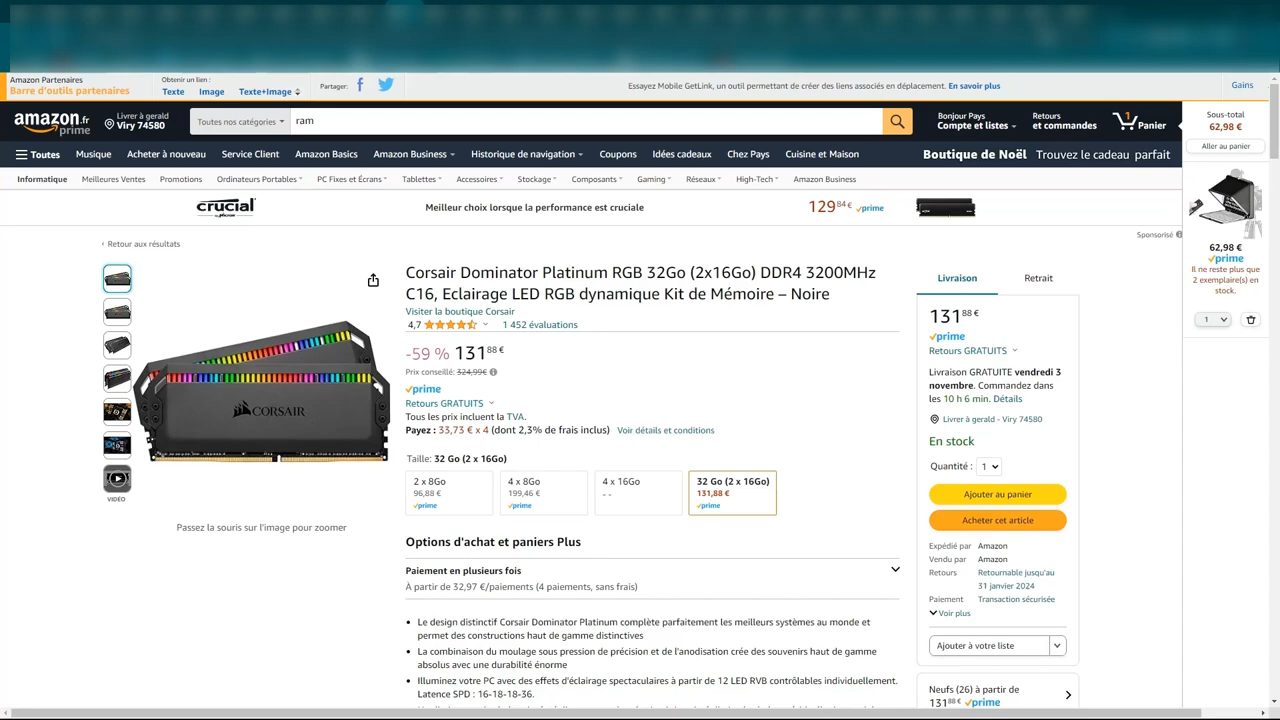 Amazon Partenaires
Barre d'outils partenaires
Obtenir un lien :
Texte Image Texte+Image
Partager:
Essayez Mobile GetLink, un outil permettant de créer des liens associés en déplacement. En savoir plus
Gains
amazon.fr
prime
Livrer à gerald
Viry 74580
Toutes nos catégories
ram
Bonjour Pays
Compte et listes
Retours
et commandes
1
Panier
Sous-total
62,98 €
Aller au panier
Toutes Musique Acheter à nouveau Service Client Amazon Basics Amazon Business Historique de navigation Coupons Idées cadeaux Chez Pays Cuisine et Maison
Boutique de Noël Trouvez le cadeau parfait
Informatique Meilleures Ventes Promotions Ordinateurs Portables PC Fixes et Écrans Tablettes Accessoires Stockage Composants Gaming Réseaux High-Tech Amazon Business
crucial
Meilleur choix lorsque la performance est cruciale
129 84 € prime
Sponsorisé
62,98 €
prime
Il ne reste plus que
2 exemplaire(s) en
stock.
1
‹ Retour aux résultats
VIDÉO
CORSAIR
Passez la souris sur l'image pour zoomer
Corsair Dominator Platinum RGB 32Go (2x16Go) DDR4 3200MHz
C16, Eclairage LED RGB dynamique Kit de Mémoire – Noire
Visiter la boutique Corsair
4,7 1 452 évaluations
-59 % 131 88 €
Prix conseillé: 324,99€
prime
Retours GRATUITS
Tous les prix incluent la TVA.
Payez : 33,73 € x 4 (dont 2,3% de frais inclus) Voir détails et conditions
Taille: 32 Go (2 x 16Go)
2 x 8Go
96,88 €
prime
4 x 8Go
199,46 €
prime
4 x 16Go
- -
32 Go (2 x 16Go)
131,88 €
prime
Options d'achat et paniers Plus
Paiement en plusieurs fois
À partir de 32,97 €/paiements (4 paiements, sans frais)
• Le design distinctif Corsair Dominator Platinum complète parfaitement les meilleurs systèmes au monde et
permet des constructions haut de gamme distinctives
• La combinaison du moulage sous pression de précision et de l'anodisation crée des souvenirs haut de gamme
absolus avec une durabilité énorme
• Illuminez votre PC avec des effets d'éclairage spectaculaires à partir de 12 LED RVB contrôlables individuellement.
Latence SPD : 16-18-18-36.
Livraison Retrait
131 88 €
prime
Retours GRATUITS
Livraison GRATUITE vendredi 3
novembre. Commandez dans
les 10 h 6 min. Détails
Livrer à gerald - Viry 74580
En stock
Quantité : 1
Ajouter au panier
Acheter cet article
Expédié par Amazon
Vendu par Amazon
Retours Retournable jusqu'au
31 janvier 2024
Paiement Transaction sécurisée
Voir plus
Ajouter à votre liste
Neufs (26) à partir de
131 88 € prime